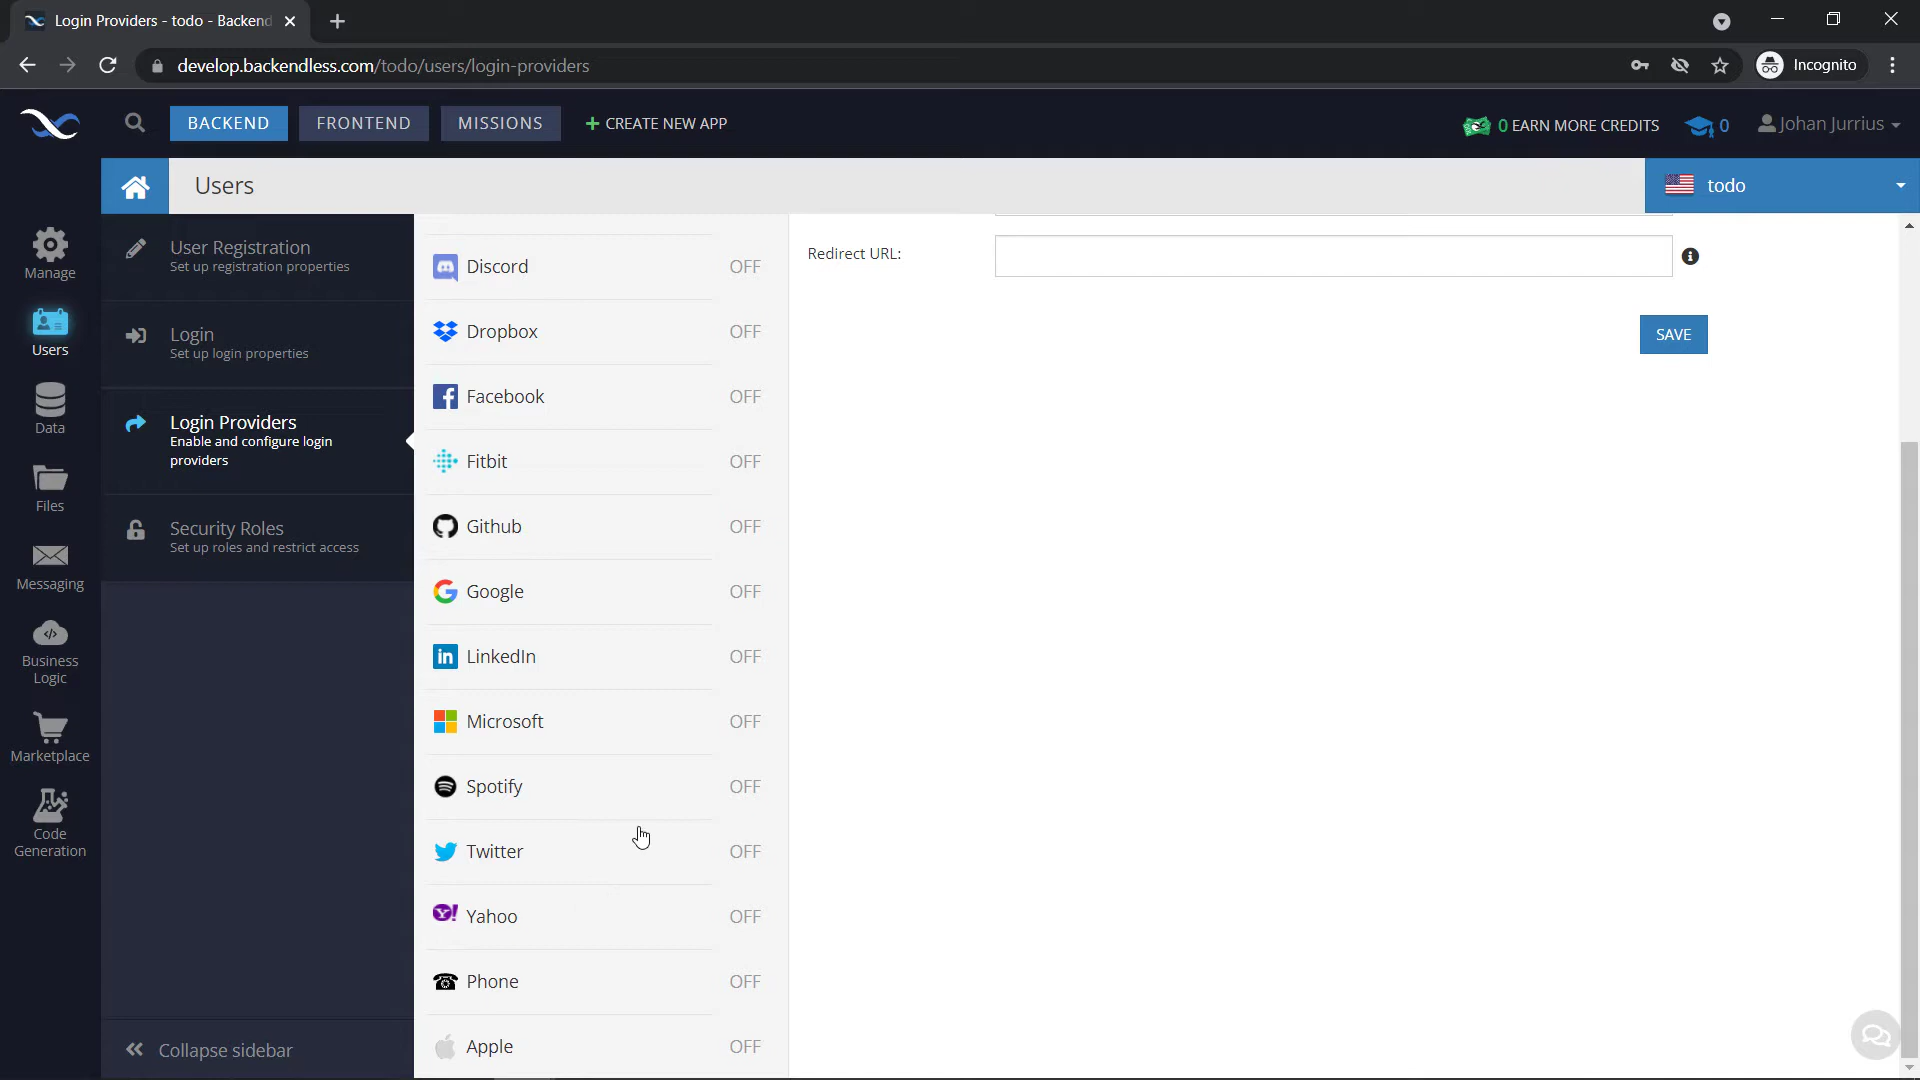 Login Providers - todo - Backend
develop.backendless.com/todo/users/login-providers
Incognito
BACKEND
FRONTEND
MISSIONS
+ CREATE NEW APP
0 EARN MORE CREDITS
0
Johan Jurrius
Users
todo
Manage
Users
Data
Files
Messaging
Business
Logic
Marketplace
Code
Generation
User Registration
Set up registration properties
Login
Set up login properties
Login Providers
Enable and configure login
providers
Security Roles
Set up roles and restrict access
Collapse sidebar
Discord OFF
Dropbox OFF
Facebook OFF
Fitbit OFF
Github OFF
Google OFF
LinkedIn OFF
Microsoft OFF
Spotify OFF
Twitter OFF
Yahoo OFF
Phone OFF
Apple OFF
Redirect URL:
SAVE